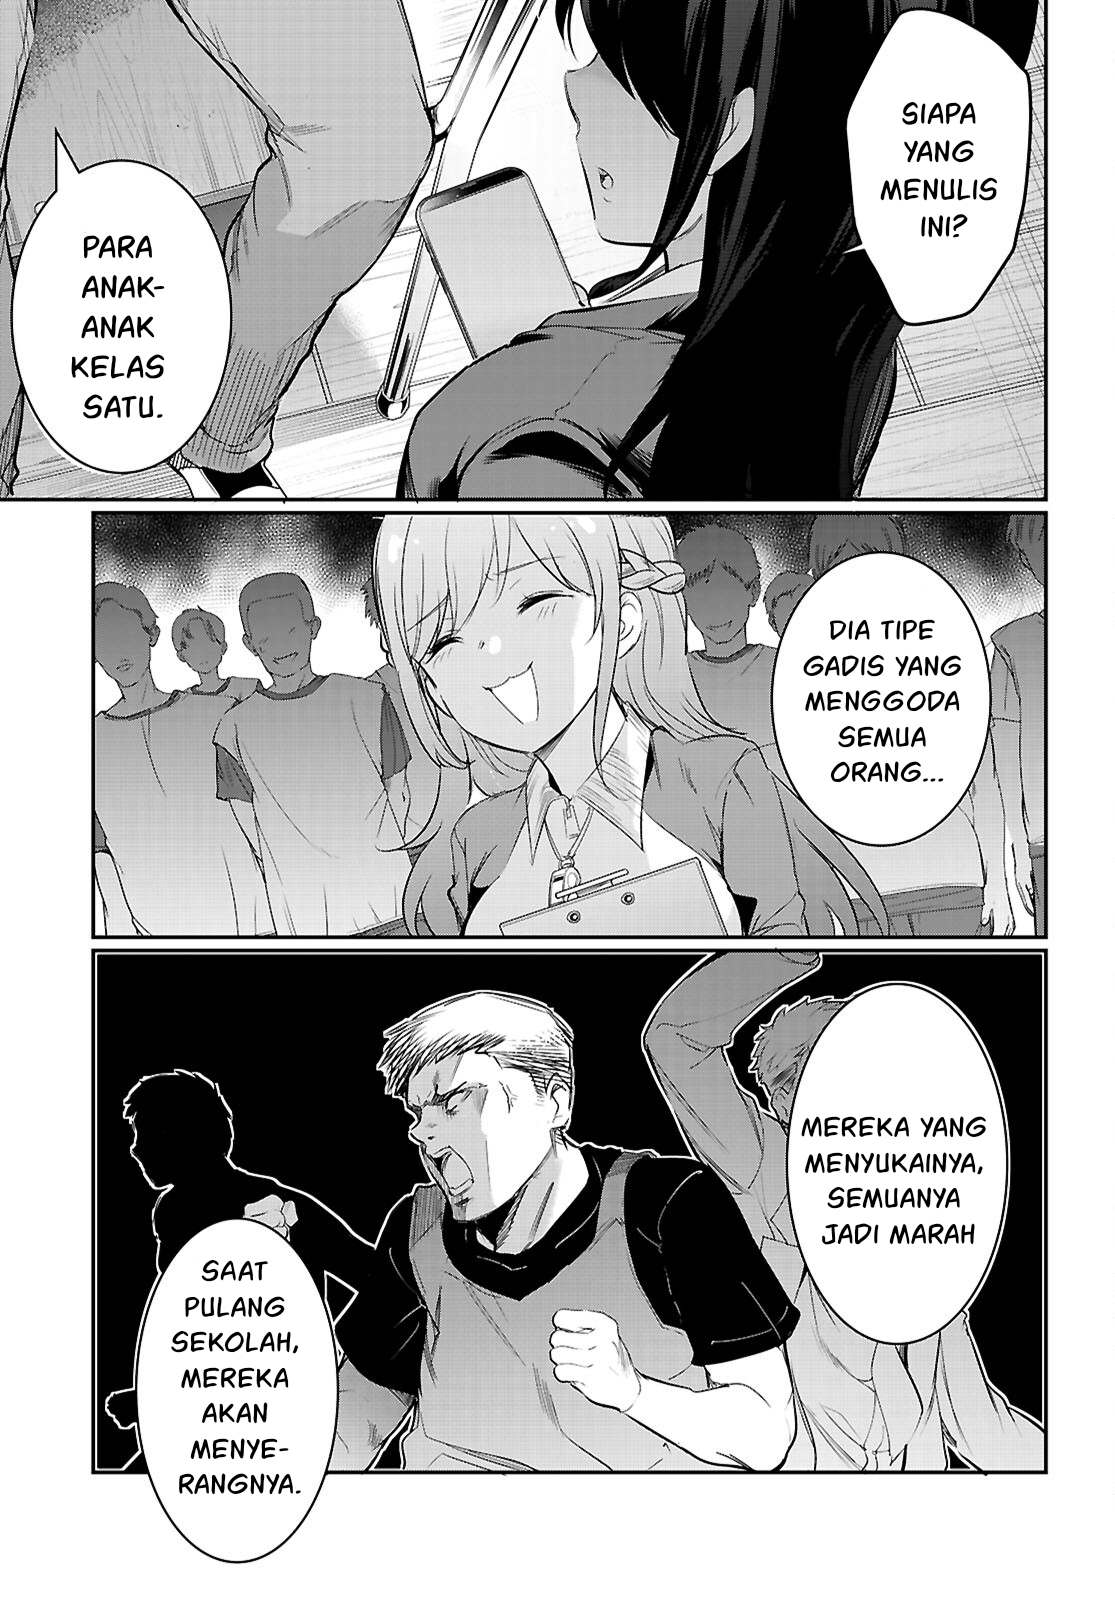 SIAPA
YANG
MENULIS
INI?
PARA
ANAK-
ANAK
KELAS
SATU.
DIA TIPE
GADIS YANG
MENGGODA
SEMUA
ORANG...
MEREKA YANG
MENYUKAINYA,
SEMUANYA
JADI MARAH
SAAT
PULANG
SEKOLAH,
MEREKA
AKAN
MENYE-
RANGNYA.